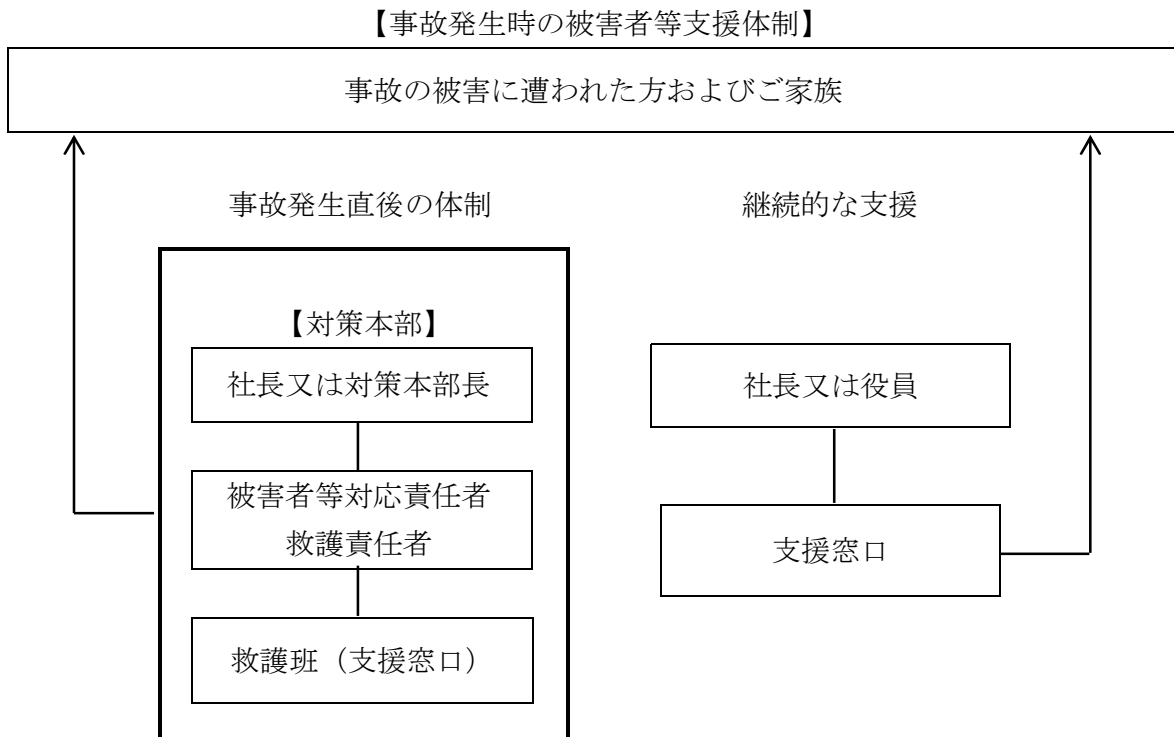 【事故発生時の被害者等支援体制】
事故の被害に遭われた方およびご家族
事故発生直後の体制
継続的な支援
【対策本部】
社長又は対策本部長
被害者等対応責任者
救護責任者
救護班（支援窓口）
社長又は役員
支援窓口